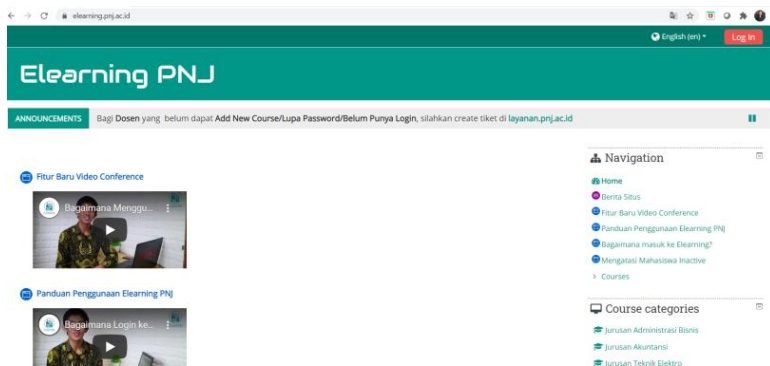 elearning.pnj.ac.id
English (en)
Log In
Elearning PNJ
ANNOUNCEMENTS Bagi Dosen yang belum dapat Add New Course/Lupa Password/Belum Punya Login, silahkan create tiket di layanan.pnj.ac.id
Fitur Baru Video Conference
Bagaimana Menggu...
Panduan Penggunaan Elearning PNJ
Bagaimana Login ke...
Navigation
Home
Berita Situs
Fitur Baru Video Conference
Panduan Penggunaan Elearning PNJ
Bagaimana masuk ke Elearning?
Mengatasi Mahasiswa Inactive
Courses
Course categories
Jurusan Administrasi Bisnis
Jurusan Akuntansi
Jurusan Teknik Elektro